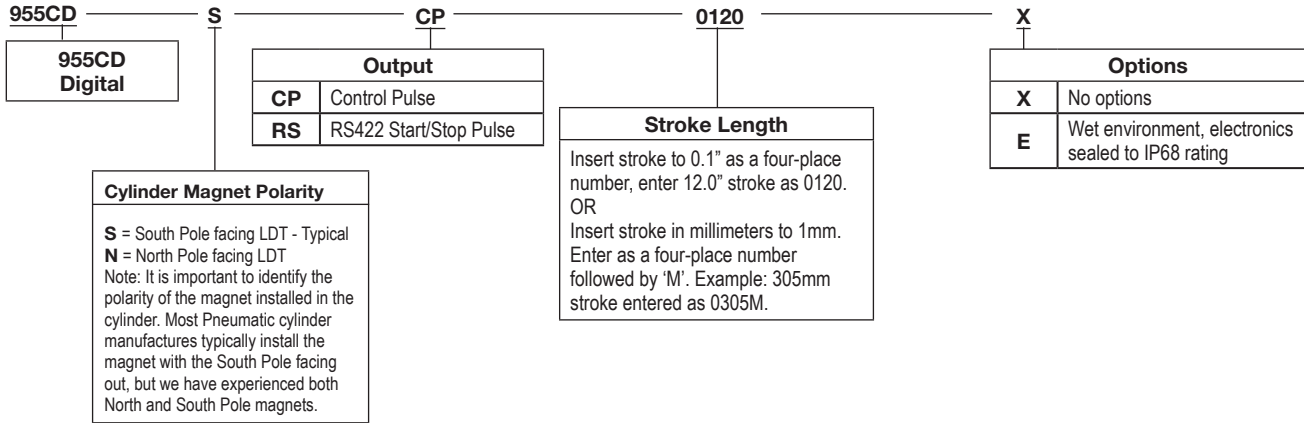 955CD S CP 0120 X
955CD
Digital
Output
CP Control Pulse
RS RS422 Start/Stop Pulse
Options
X No options
E Wet environment, electronics
sealed to IP68 rating
Stroke Length
Insert stroke to 0.1” as a four-place
number, enter 12.0” stroke as 0120.
OR
Insert stroke in millimeters to 1mm.
Enter as a four-place number
followed by ‘M’. Example: 305mm
stroke entered as 0305M.
Cylinder Magnet Polarity
S = South Pole facing LDT - Typical
N = North Pole facing LDT
Note: It is important to identify the
polarity of the magnet installed in the
cylinder. Most Pneumatic cylinder
manufactures typically install the
magnet with the South Pole facing
out, but we have experienced both
North and South Pole magnets.